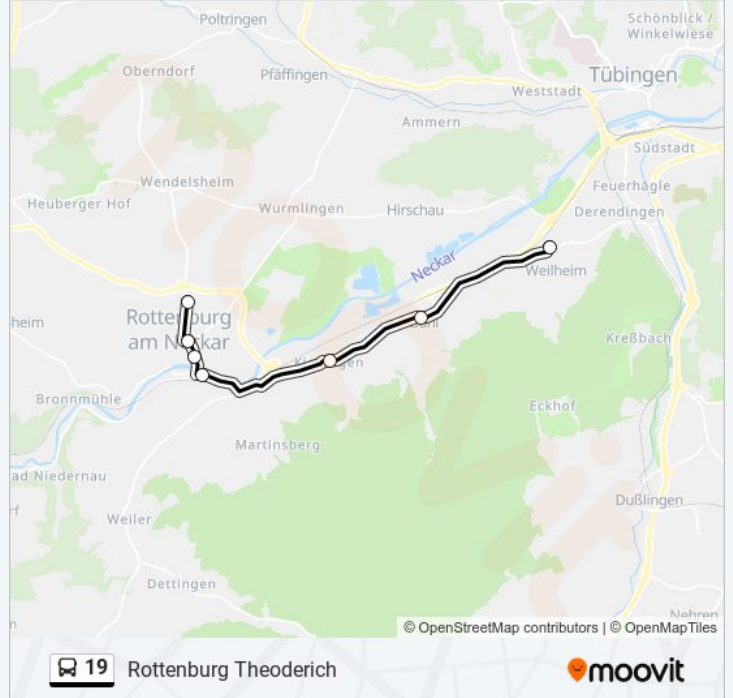 Poltringen
Schönblick /
Winkelwiese
Oberndorf
Pfäffingen
Tübingen
Weststadt
Ammern
Südstadt
Wendelsheim
Feuerhägle
Heuberger Hof
Wurmlingen
Hirschau
Derendingen
Neckar
Weilheim
Rottenburg
am Neckar
heim
Kreßbach
Bronnmühle
Eckhof
Martinsberg
ad Niedernau
Dußlingen
Weiler
Dettingen
Nehren
© OpenStreetMap contributors | © OpenMapTiles
19 Rottenburg Theoderich
moovit